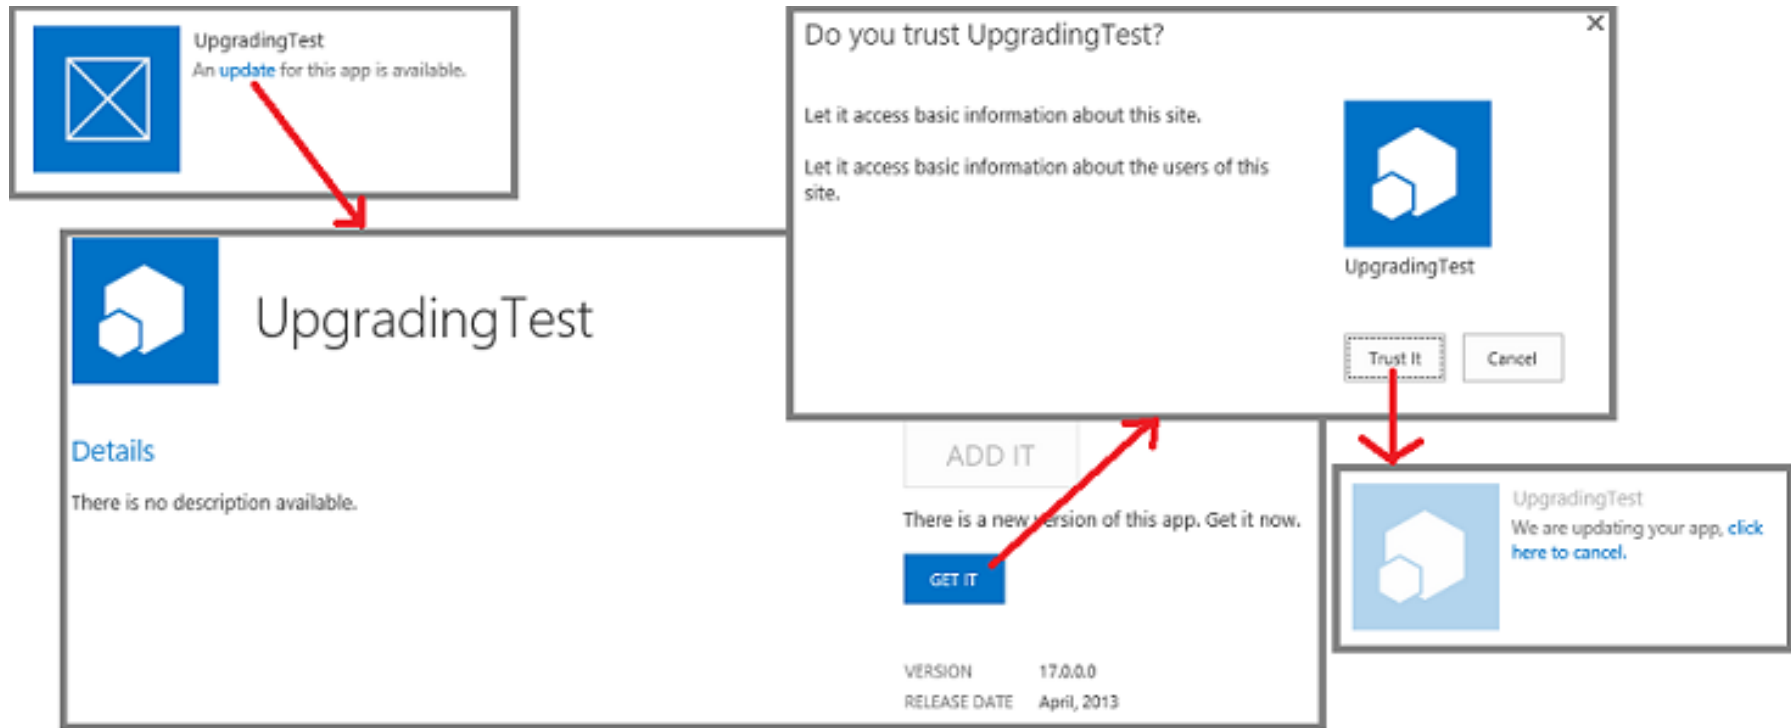 UpgradingTest
An update for this app is available.
UpgradingTest
Details
There is no description available.
ADD IT
There is a new version of this app. Get it now.
GET IT
VERSION 17.0.0.0
RELEASE DATE April, 2013
Do you trust UpgradingTest?
Let it access basic information about this site.
Let it access basic information about the users of this
site.
UpgradingTest
Trust It
Cancel
UpgradingTest
We are updating your app, click
here to cancel.